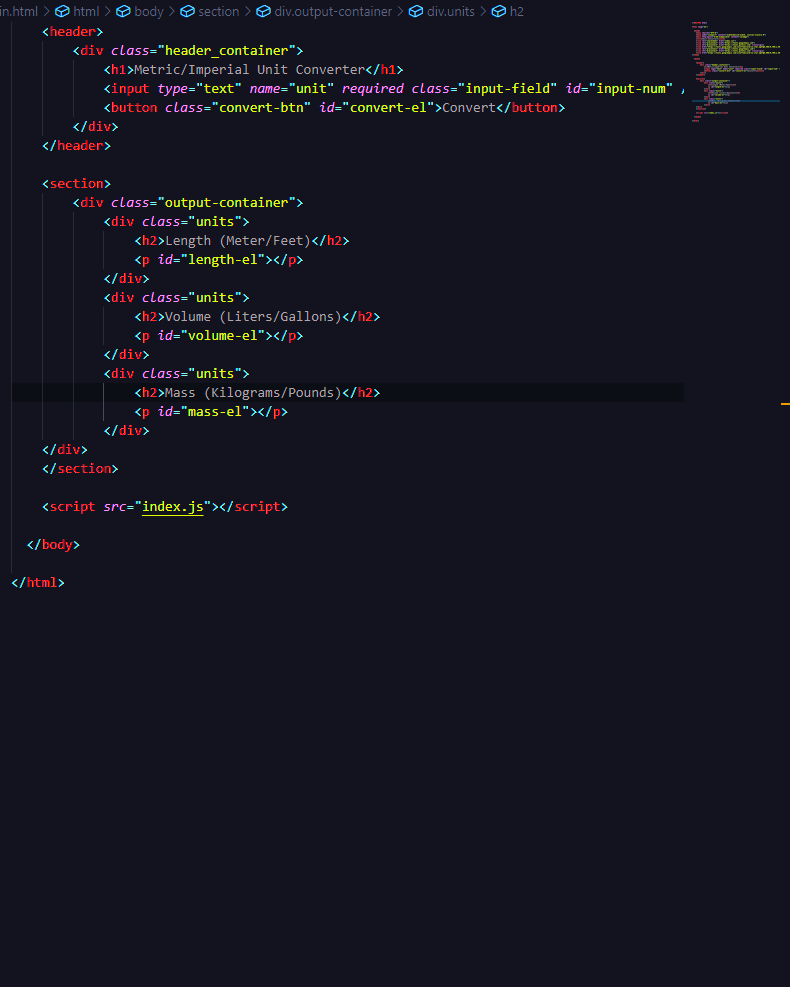 in.html > html > body > section > div.output-container > div.units > h2
<header>
<div class="header_container">
<h1>Metric/Imperial Unit Converter</h1>
<input type="text" name="unit" required class="input-field" id="input-num" /
<button class="convert-btn" id="convert-el">Convert</button>
</div>
</header>
<section>
<div class="output-container">
<div class="units">
<h2>Length (Meter/Feet)</h2>
<p id="length-el"></p>
</div>
<div class="units">
<h2>Volume (Liters/Gallons)</h2>
<p id="volume-el"></p>
</div>
<div class="units">
<h2>Mass (Kilograms/Pounds)</h2>
<p id="mass-el"></p>
</div>
</div>
</section>
<script src="index.js"></script>
</body>
</html>